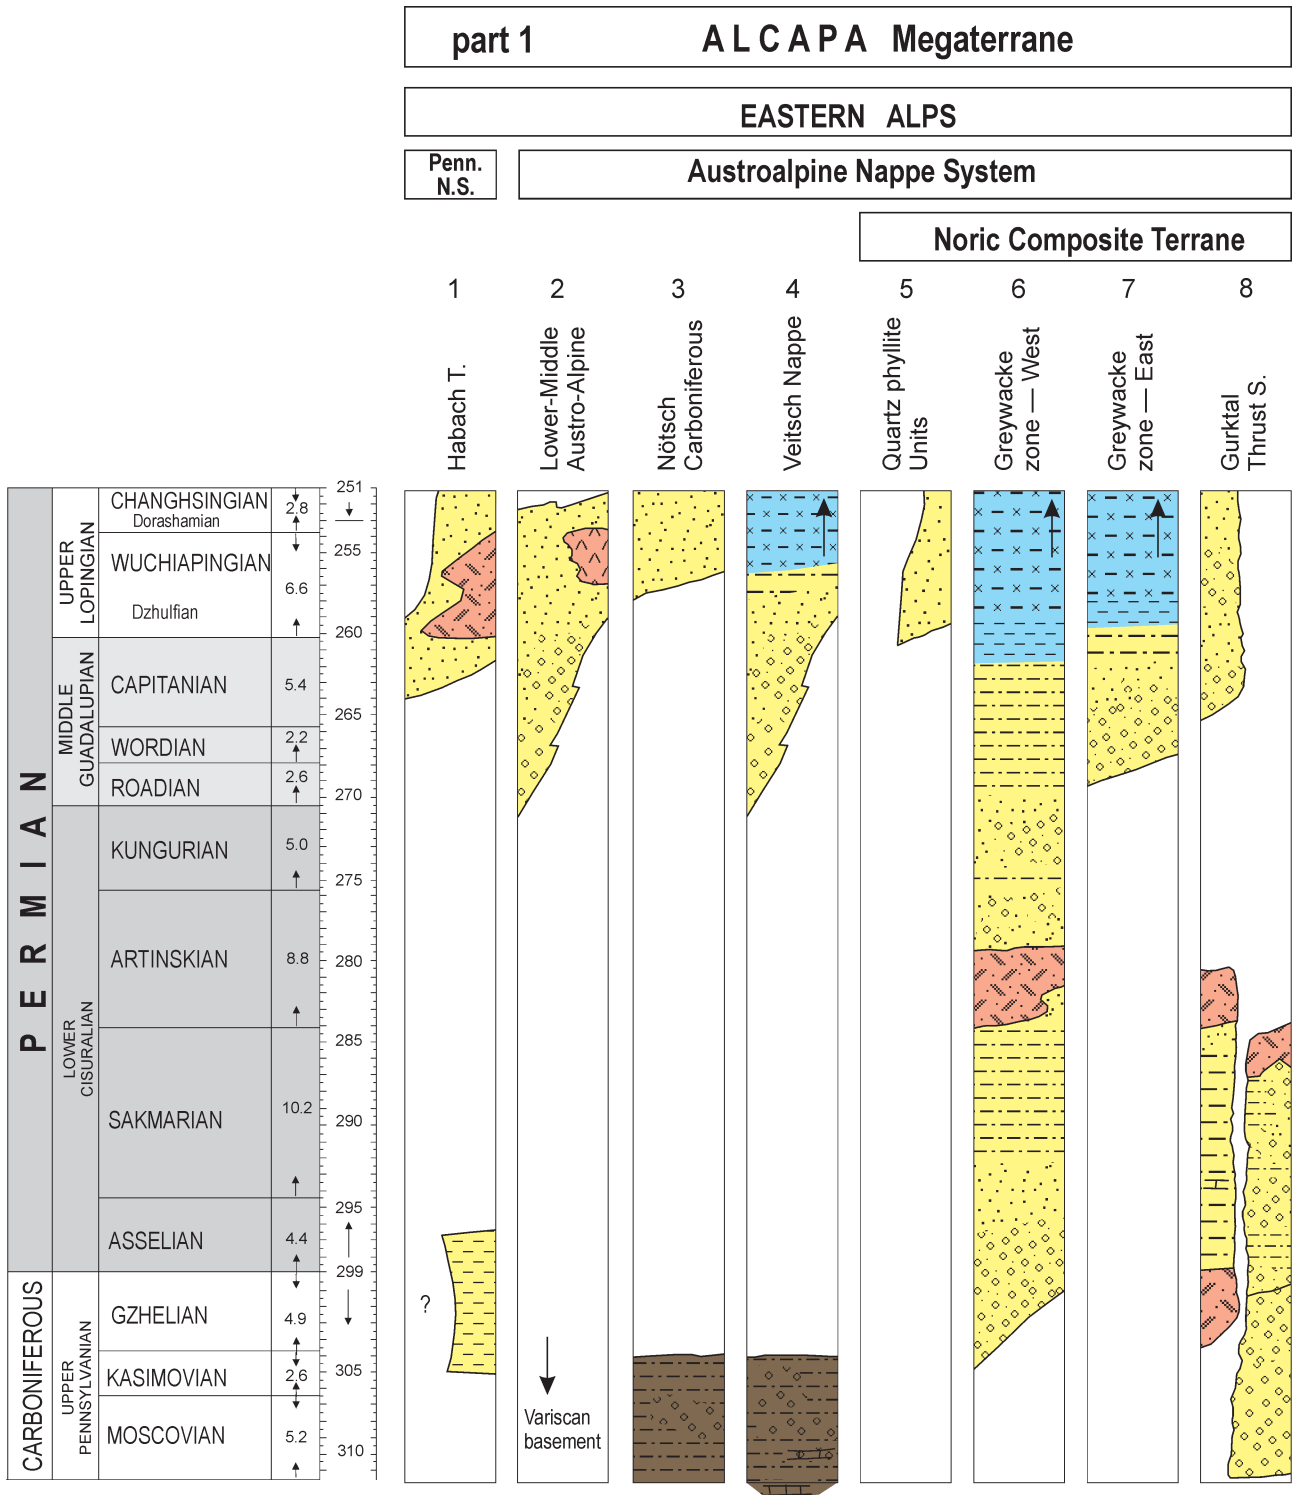 part 1 ALCAPA Megaterrane
EASTERN ALPS
Penn.
N.S.
Austroalpine Nappe System
Noric Composite Terrane
1 2 3 4 5 6 7 8
Habach T.
Lower-Middle
Austro-Alpine
Nötsch
Carboniferous
Veitsch Nappe
Quartz phyllite
Units
Greywacke
zone — West
Greywacke
zone — East
Gurktal
Thrust S.
PERMIAN
CARBONIFEROUS
UPPER
LOPINGIAN
MIDDLE
GUADALUPIAN
LOWER
CISURALIAN
UPPER
PENNSYLVANIAN
CHANGHSINGIAN
Dorashamian
2.8
WUCHIAPINGIAN
6.6
Dzhulfian
CAPITANIAN 5.4
WORDIAN 2.2
ROADIAN 2.6
KUNGURIAN 5.0
ARTINSKIAN 8.8
SAKMARIAN 10.2
ASSELIAN 4.4
GZHELIAN 4.9
KASIMOVIAN 2.6
MOSCOVIAN 5.2
251
255
260
265
270
275
280
285
290
295
299
305
310
?
Variscan
basement